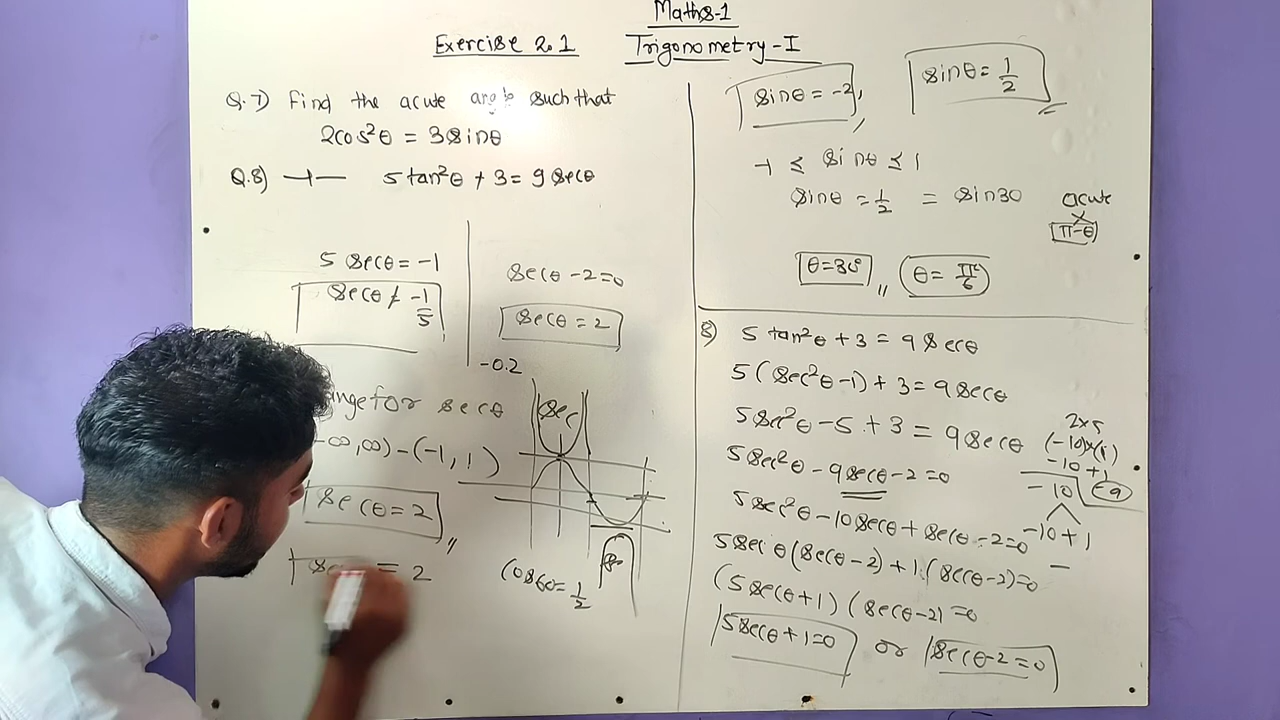 Maths-1
Exercise 2.1 Trigonometry-I
Q.7) Find the acute angle such that
2cos²θ = 3sinθ
Q.8) 5tan²θ + 3 = 9secθ
5secθ = -1
secθ ≠ -1/5
secθ - 2 = 0
secθ = 2
-0.2
ange for secθ
-∞, ∞) - (-1, 1)
secθ = 2
= 2
sec
cos60 = 1/2
sinθ = -2, sinθ = 1/2
-1 ≤ sinθ ≤ 1
sinθ = 1/2 = sin30
acute
π-θ
θ = 30°,, θ = πᶜ/6
8) 5tan²θ + 3 = 9secθ
5(sec²θ-1) + 3 = 9secθ
5sec²θ - 5 + 3 = 9secθ
5sec²θ - 9secθ - 2 = 0
5sec²θ - 10secθ + secθ - 2 = 0
5secθ(secθ-2) + 1(secθ-2) = 0
(5secθ+1)(secθ-2) = 0
5secθ + 1 = 0 or secθ - 2 = 0
2x5
(-10)x(1)
-10 + 1
-10 -9
-10 + 1